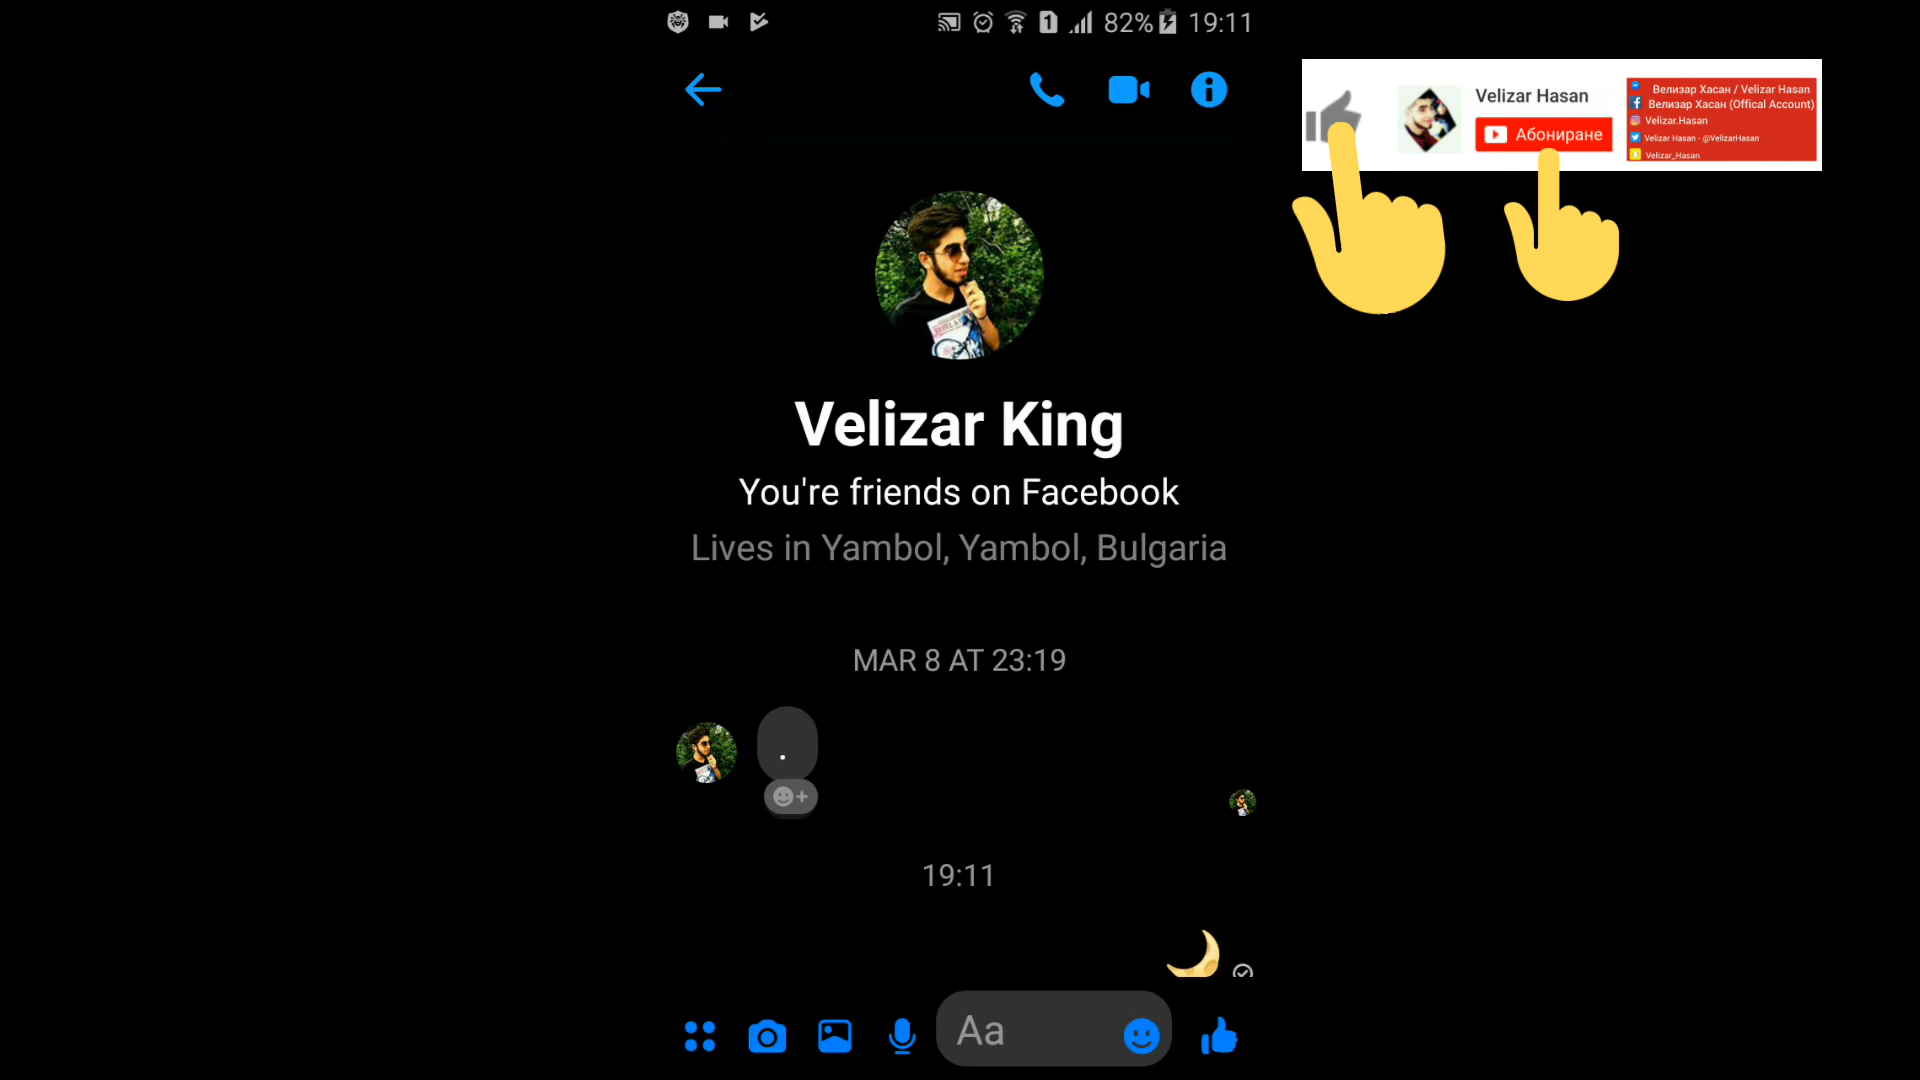 82% 19:11
Velizar Hasan
Абониране
Велизар Хасан / Velizar Hasan
Велизар Хасан (Offical Account)
Velizar.Hasan
Velizar Hasan - @VelizarHasan
Velizar_Hasan
Velizar King
You're friends on Facebook
Lives in Yambol, Yambol, Bulgaria
MAR 8 AT 23:19
.
19:11
Aa